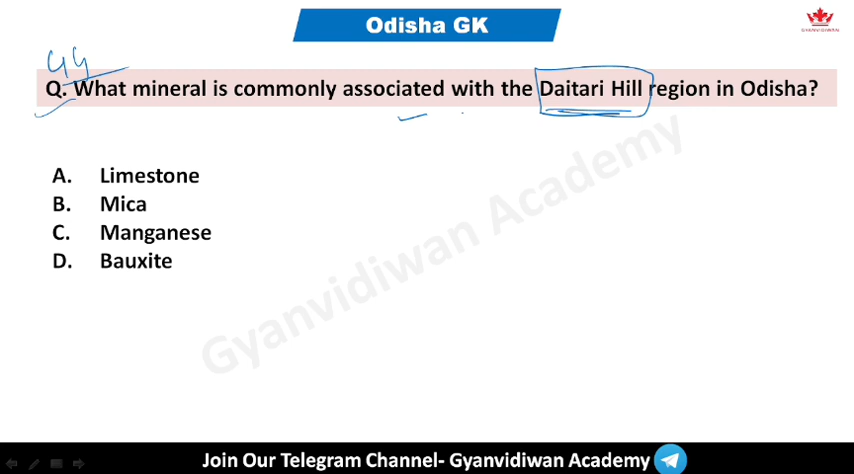 Odisha GK
GYANVIDIWAN
44
Q. What mineral is commonly associated with the Daitari Hill region in Odisha?
A. Limestone
B. Mica
C. Manganese
D. Bauxite
Gyanvidiwan Academy
Join Our Telegram Channel- Gyanvidiwan Academy